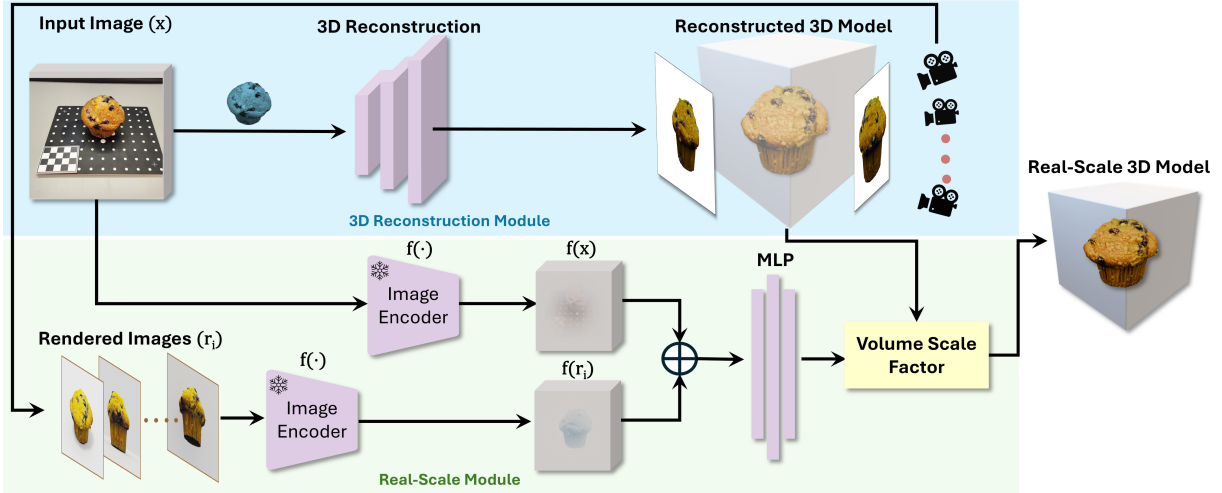 Input Image (x)
3D Reconstruction
Reconstructed 3D Model
3D Reconstruction Module
Real-Scale 3D Model
f(·)
f(x)
MLP
Image
Encoder
Rendered Images (rᵢ)
f(·)
f(rᵢ)
Image
Encoder
Volume Scale
Factor
Real-Scale Module